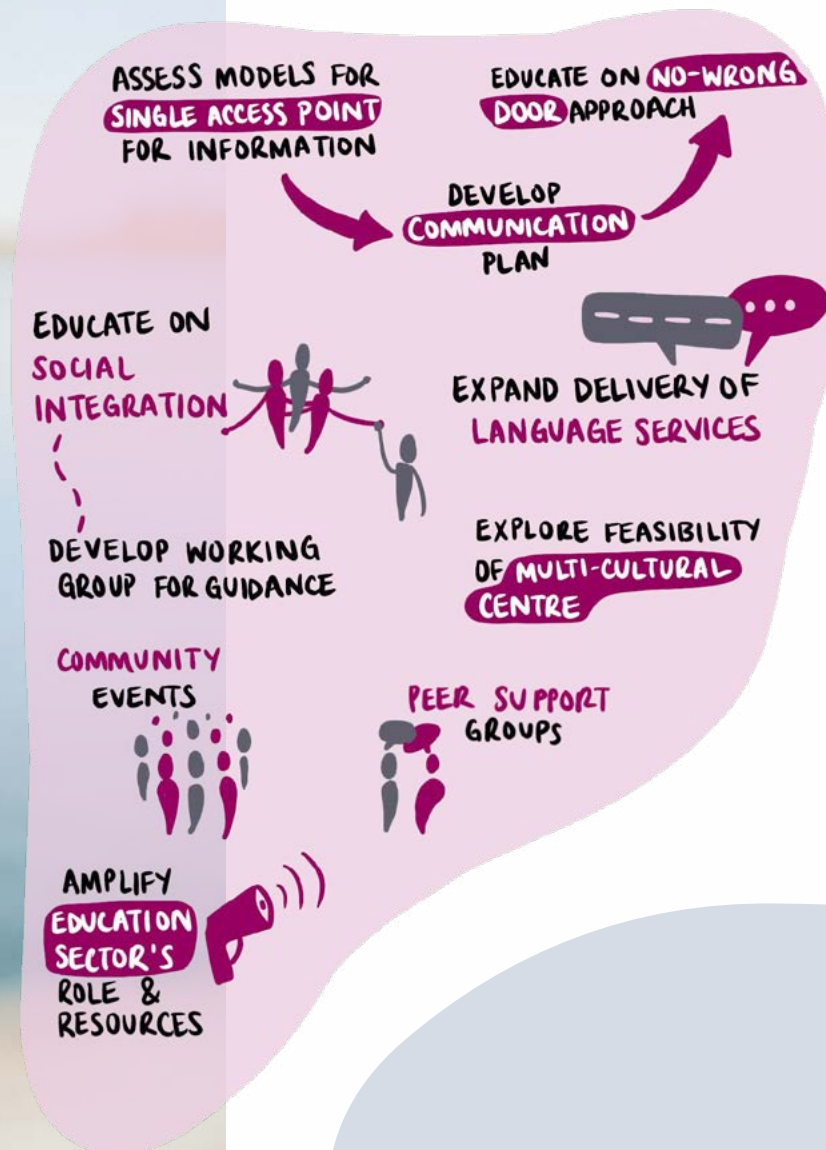 ASSESS MODELS FOR
SINGLE ACCESS POINT
FOR INFORMATION
EDUCATE ON NO-WRONG
DOOR APPROACH
DEVELOP
COMMUNICATION
PLAN
EDUCATE ON
SOCIAL
INTEGRATION
EXPAND DELIVERY OF
LANGUAGE SERVICES
DEVELOP WORKING
GROUP FOR GUIDANCE
EXPLORE FEASIBILITY
OF MULTI-CULTURAL
CENTRE
COMMUNITY
EVENTS
PEER SUPPORT
GROUPS
AMPLIFY
EDUCATION
SECTOR'S
ROLE &
RESOURCES